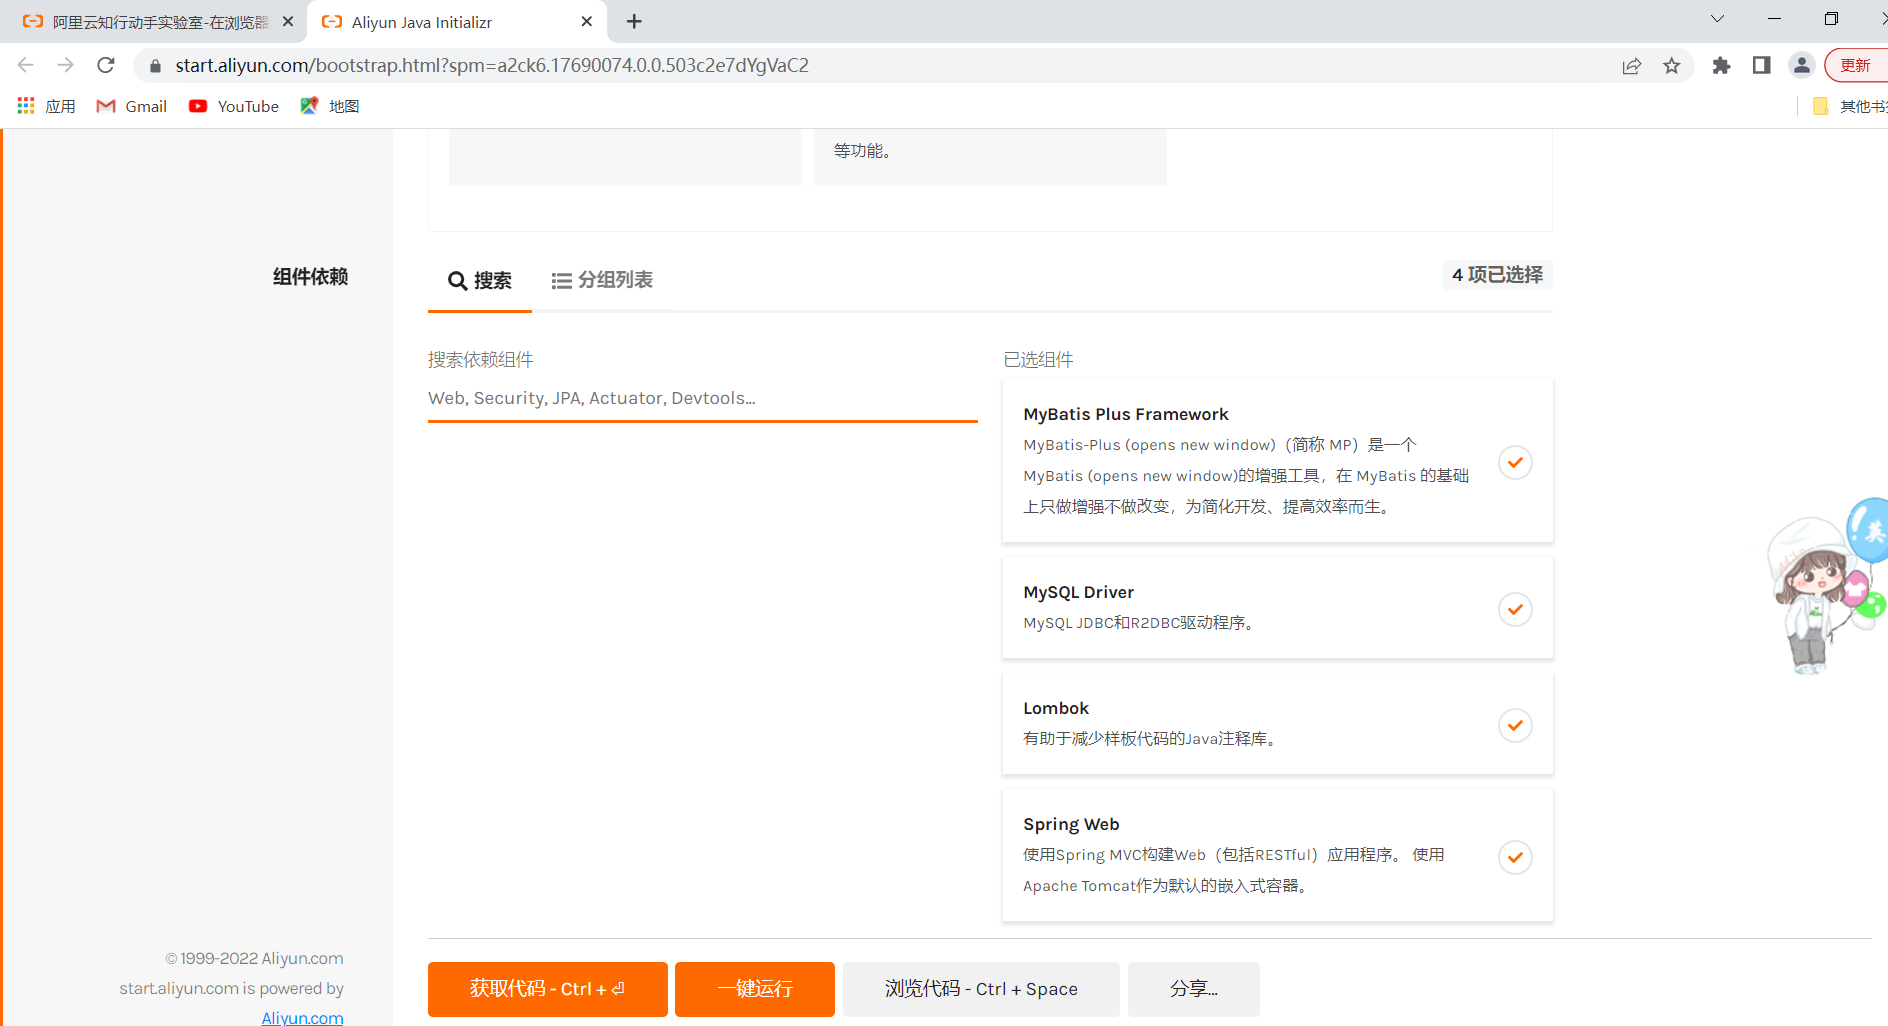 阿里云知行动手实验室-在浏览器
Aliyun Java Initializr
start.aliyun.com/bootstrap.html?spm=a2ck6.17690074.0.0.503c2e7dYgVaC2
更新
应用
Gmail
YouTube
地图
其他书
等功能。
组件依赖
搜索
分组列表
4 项已选择
搜索依赖组件
Web, Security, JPA, Actuator, Devtools...
已选组件
MyBatis Plus Framework
MyBatis-Plus (opens new window)（简称 MP）是一个
MyBatis (opens new window)的增强工具，在 MyBatis 的基础
上只做增强不做改变，为简化开发、提高效率而生。
MySQL Driver
MySQL JDBC和R2DBC驱动程序。
Lombok
有助于减少样板代码的Java注释库。
Spring Web
使用Spring MVC构建Web（包括RESTful）应用程序。 使用
Apache Tomcat作为默认的嵌入式容器。
! 英
© 1999-2022 Aliyun.com
start.aliyun.com is powered by
Aliyun.com
获取代码 - Ctrl + ⏎
一键运行
浏览代码 - Ctrl + Space
分享...